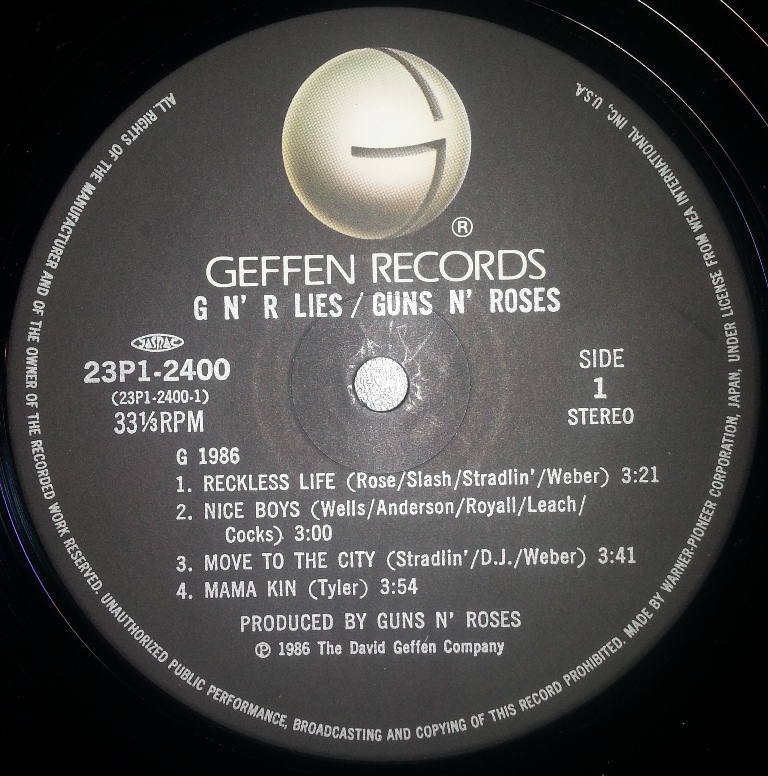 ®
GEFFEN RECORDS
G N' R LIES / GUNS N' ROSES
JASRAC
23P1-2400
(23P1-2400-1)
33⅓RPM
SIDE
1
STEREO
G 1986
1. RECKLESS LIFE (Rose/Slash/Stradlin'/Weber) 3:21
2. NICE BOYS (Wells/Anderson/Royall/Leach/
Cocks) 3:00
3. MOVE TO THE CITY (Stradlin'/D.J./Weber) 3:41
4. MAMA KIN (Tyler) 3:54
PRODUCED BY GUNS N' ROSES
℗ 1986 The David Geffen Company
ALL RIGHTS OF THE MANUFACTURER AND OF THE OWNER OF THE RECORDED WORK RESERVED. UNAUTHORIZED PUBLIC PERFORMANCE, BROADCASTING AND COPYING OF THIS RECORD PROHIBITED. MADE BY WARNER-PIONEER CORPORATION, JAPAN, UNDER LICENSE FROM WEA INTERNATIONAL INC., U.S.A.